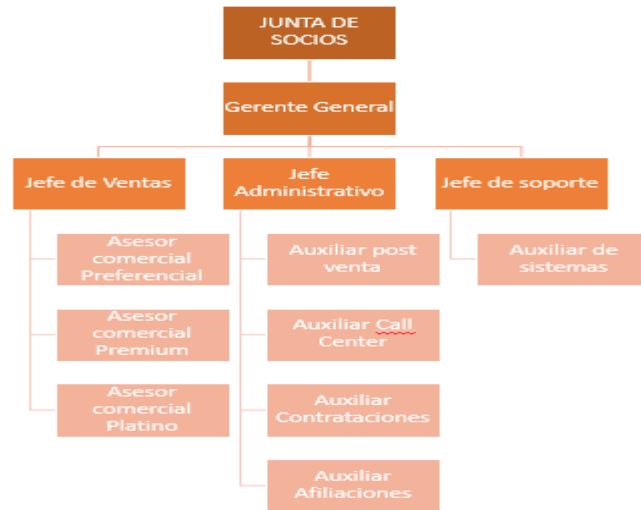 JUNTA DE
SOCIOS
Gerente General
Jefe de Ventas
Jefe
Administrativo
Jefe de soporte
Asesor
comercial
Preferencial
Auxiliar post
venta
Auxiliar de
sistemas
Asesor
comercial
Premium
Auxiliar Call
Center
Asesor
comercial
Platino
Auxiliar
Contrataciones
Auxiliar
Afiliaciones